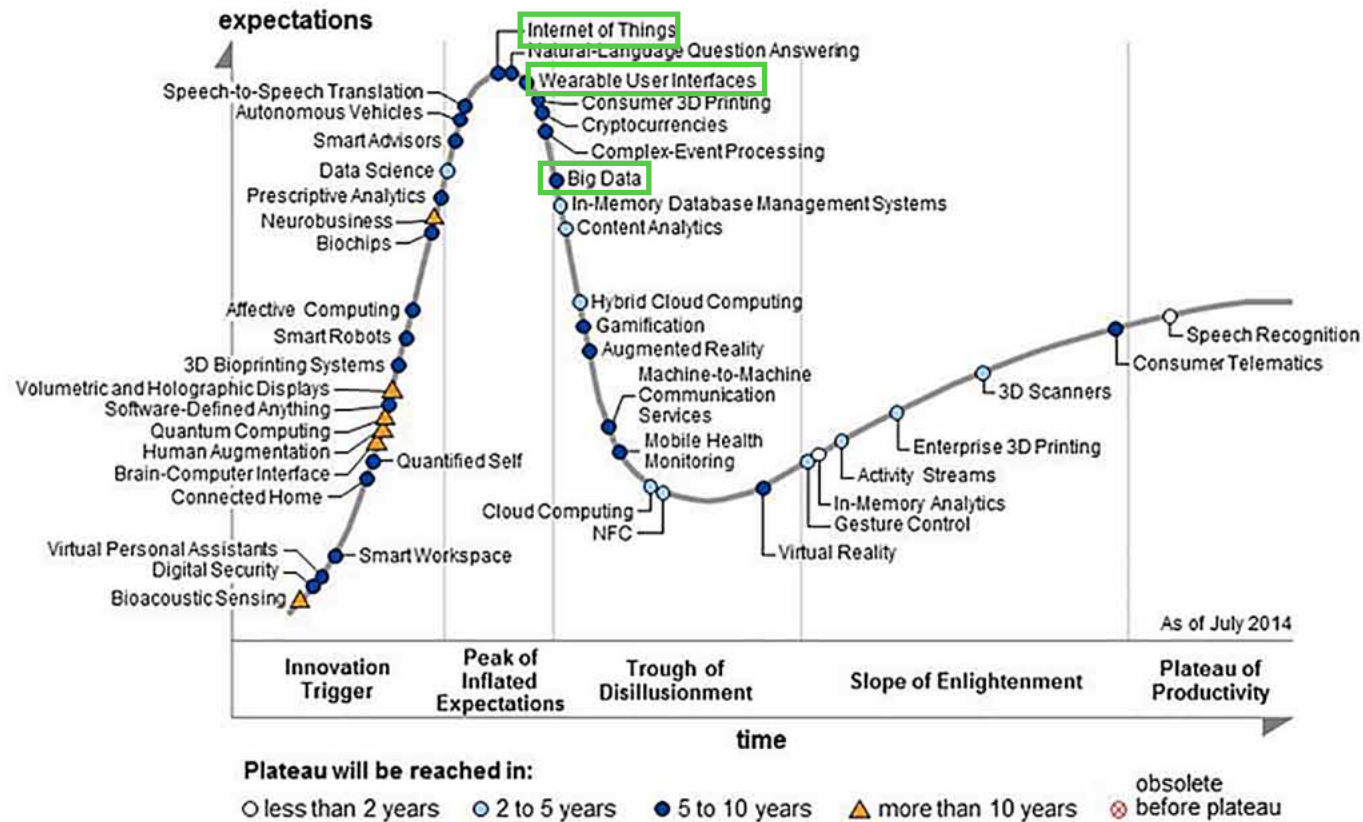 expectations
Internet of Things
Natural-Language Question Answering
Wearable User Interfaces
Speech-to-Speech Translation
Consumer 3D Printing
Autonomous Vehicles
Cryptocurrencies
Smart Advisors
Complex-Event Processing
Data Science
Big Data
Prescriptive Analytics
In-Memory Database Management Systems
Neurobusiness
Content Analytics
Biochips
Hybrid Cloud Computing
Affective Computing
Gamification
Smart Robots
Augmented Reality
3D Bioprinting Systems
Machine-to-Machine
Communication
Services
Volumetric and Holographic Displays
Software-Defined Anything
Quantum Computing
Human Augmentation
Mobile Health
Monitoring
Brain-Computer Interface
Quantified Self
Connected Home
Speech Recognition
Consumer Telematics
3D Scanners
Enterprise 3D Printing
Activity Streams
In-Memory Analytics
Gesture Control
Cloud Computing
NFC
Virtual Reality
Virtual Personal Assistants
Smart Workspace
Digital Security
Bioacoustic Sensing
As of July 2014
Innovation
Trigger
Peak of
Inflated
Expectations
Trough of
Disillusionment
Slope of Enlightenment
Plateau of
Productivity
time
Plateau will be reached in:
less than 2 years
2 to 5 years
5 to 10 years
more than 10 years
obsolete
before plateau